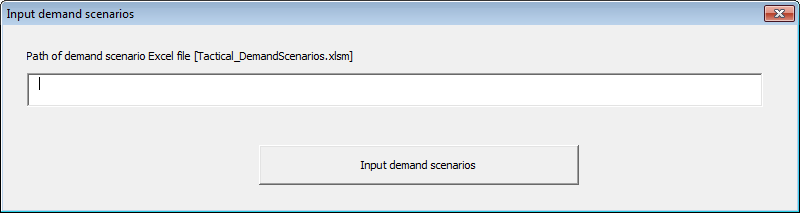 Input demand scenarios
Path of demand scenario Excel file [Tactical_DemandScenarios.xlsm]
Input demand scenarios